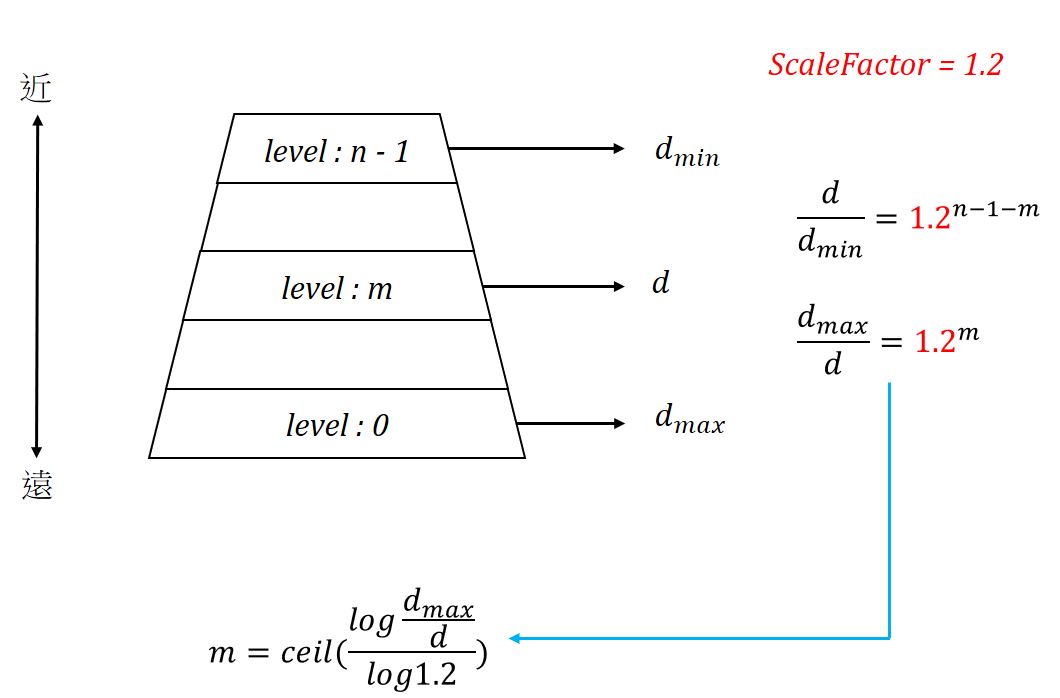 ScaleFactor = 1.2
近
level : n - 1
d_{min}
\frac{d}{d_{min}} = 1.2^{n-1-m}
level : m
d
\frac{d_{max}}{d} = 1.2^{m}
level : 0
d_{max}
遠
m = ceil(\frac{log \frac{d_{max}}{d}}{log1.2})